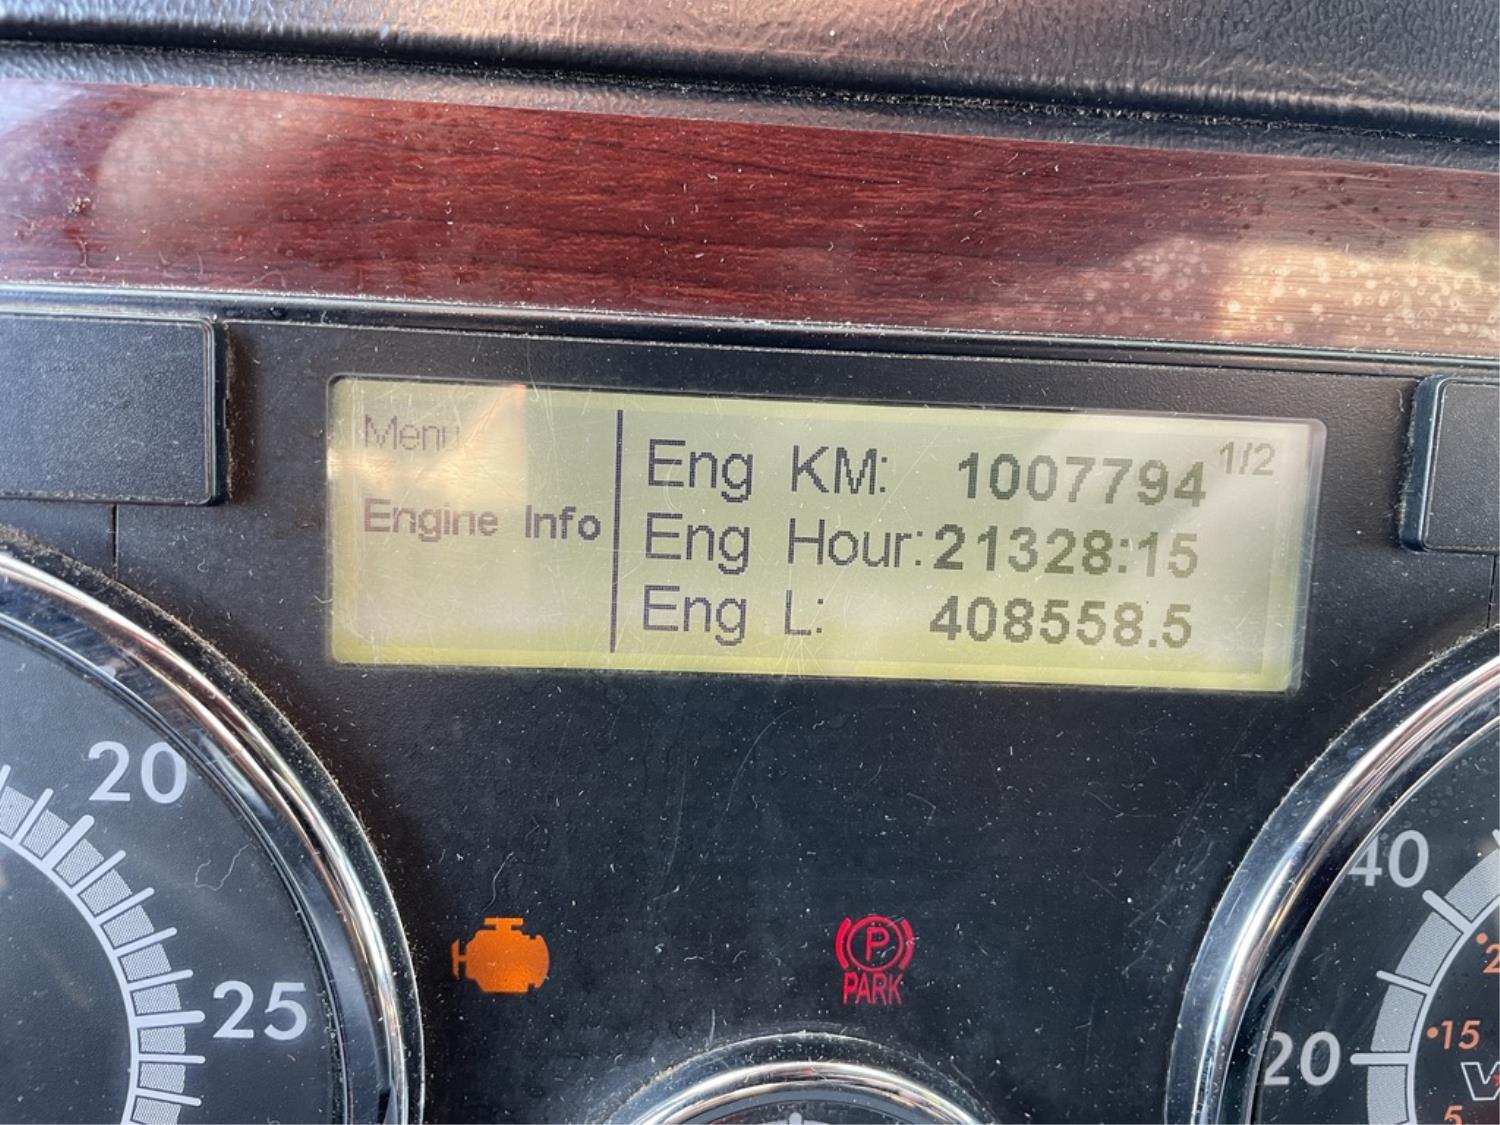 Menu
Engine Info
Eng KM: 1007794 1/2
Eng Hour: 21328:15
Eng L: 408558.5
20
25
P
PARK
40
20
15
5